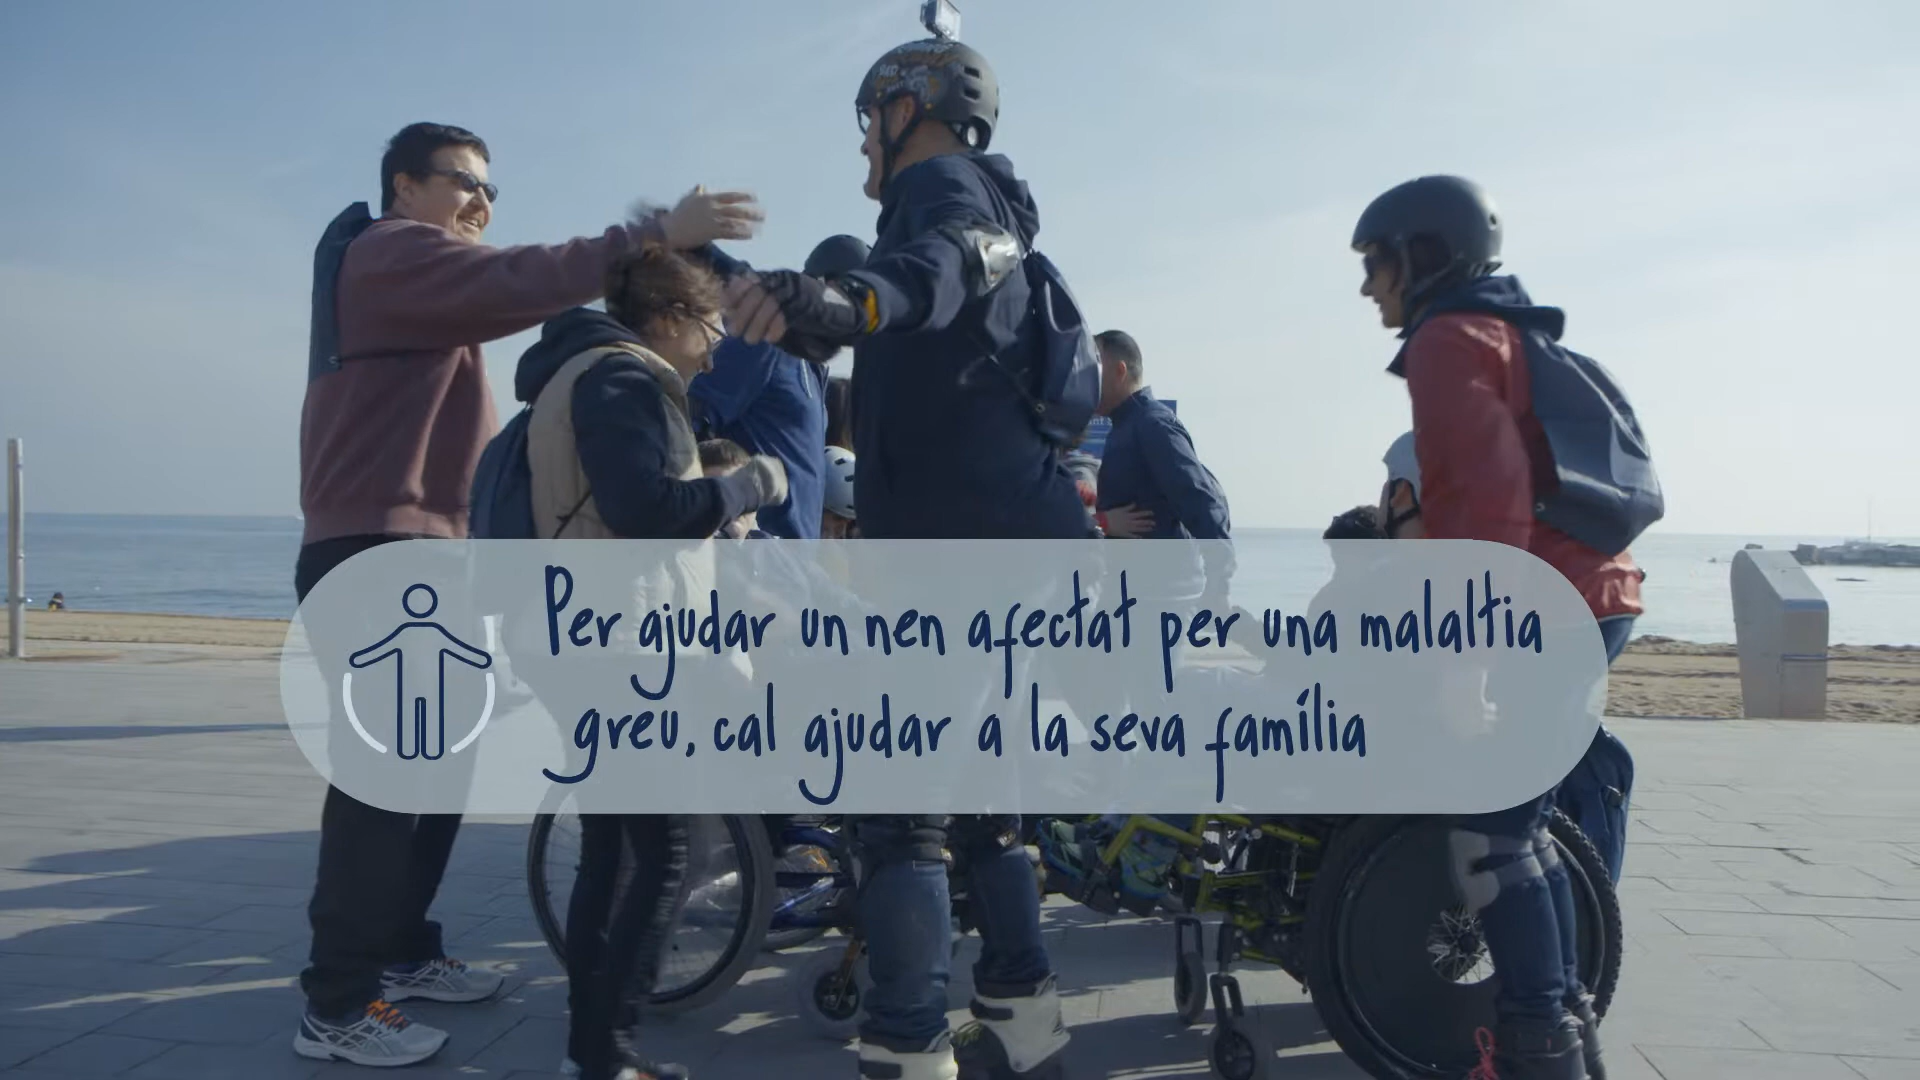 Per ajudar un nen afectat per una malaltia
greu, cal ajudar a la seva família